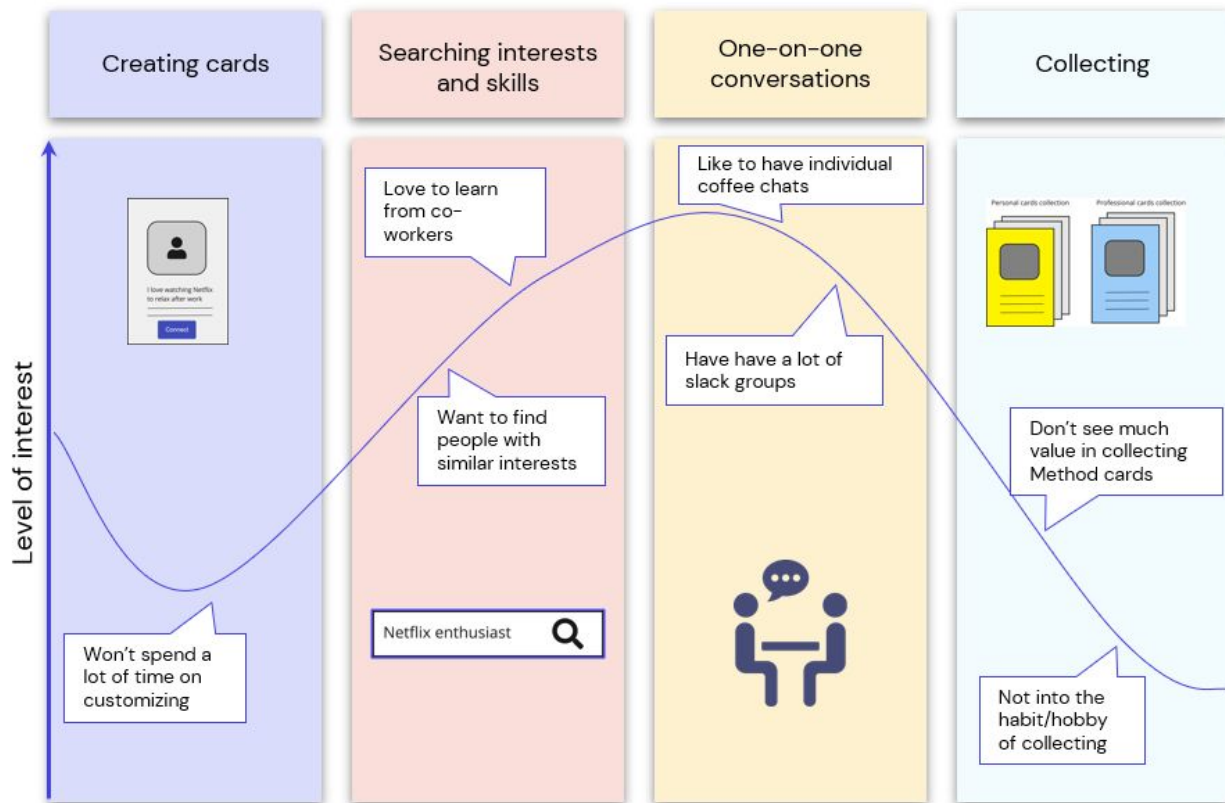 Creating cards
Searching interests
and skills
One-on-one
conversations
Collecting
Level of interest
I love watching Netflix
to relax after work
Connect
Won't spend a
lot of time on
customizing
Love to learn
from co-
workers
Want to find
people with
similar interests
Netflix enthusiast
Like to have individual
coffee chats
Have have a lot of
slack groups
Personal cards collection
Professional cards collection
Don't see much
value in collecting
Method cards
Not into the
habit/hobby
of collecting